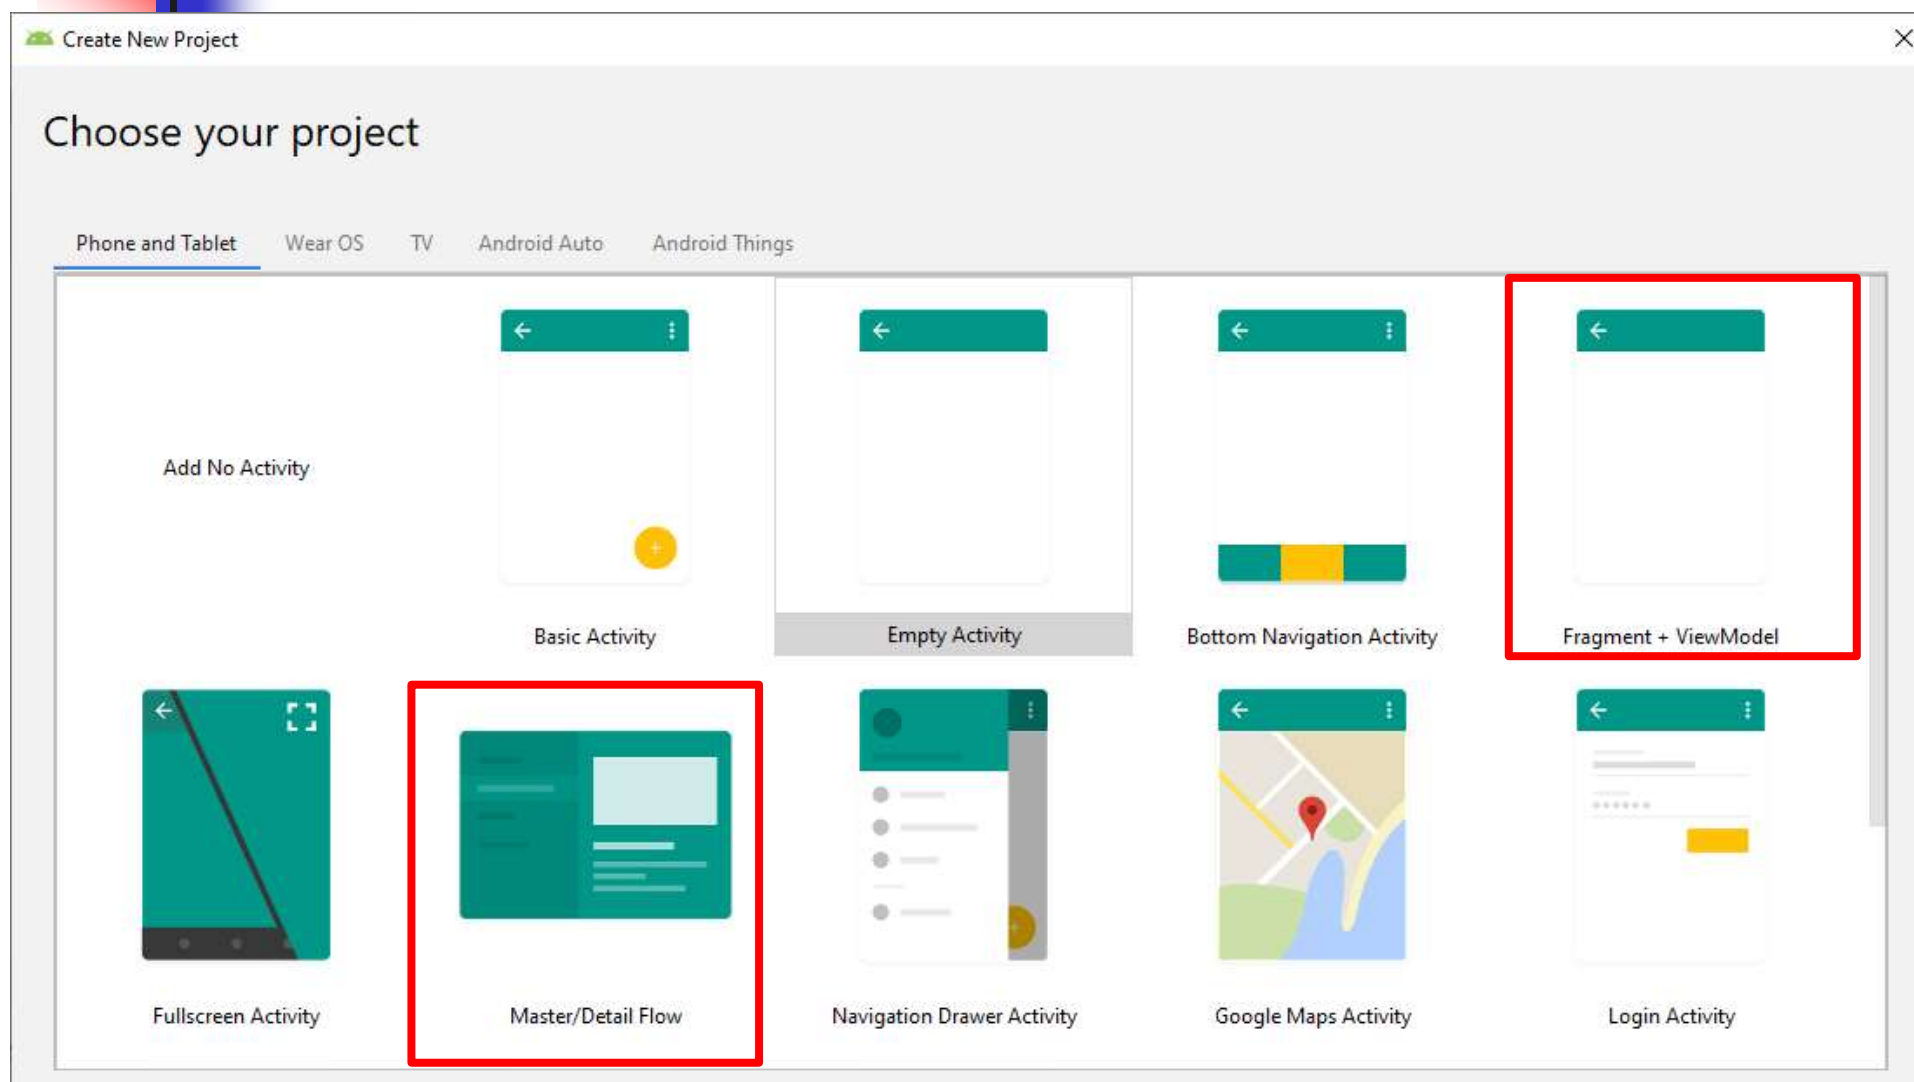 Create New Project
Choose your project
Phone and Tablet Wear OS TV Android Auto Android Things
Add No Activity
Basic Activity
Empty Activity
Bottom Navigation Activity
Fragment + ViewModel
Fullscreen Activity
Master/Detail Flow
Navigation Drawer Activity
Google Maps Activity
Login Activity